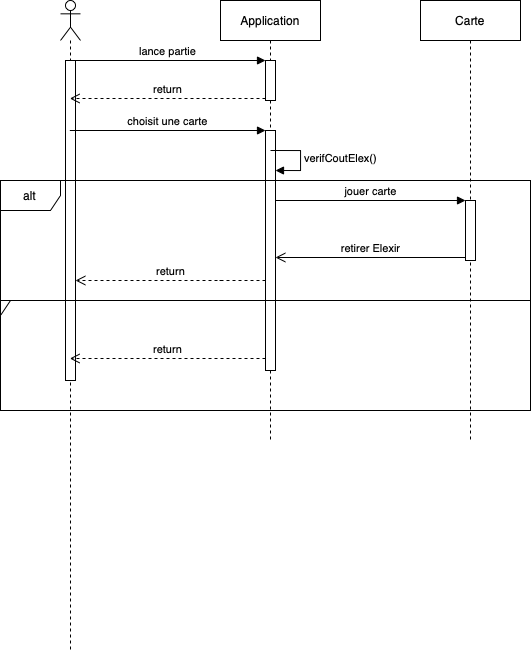 Application
Carte
lance partie
return
choisit une carte
verifCoutElex()
alt
jouer carte
retirer Elexir
return
return